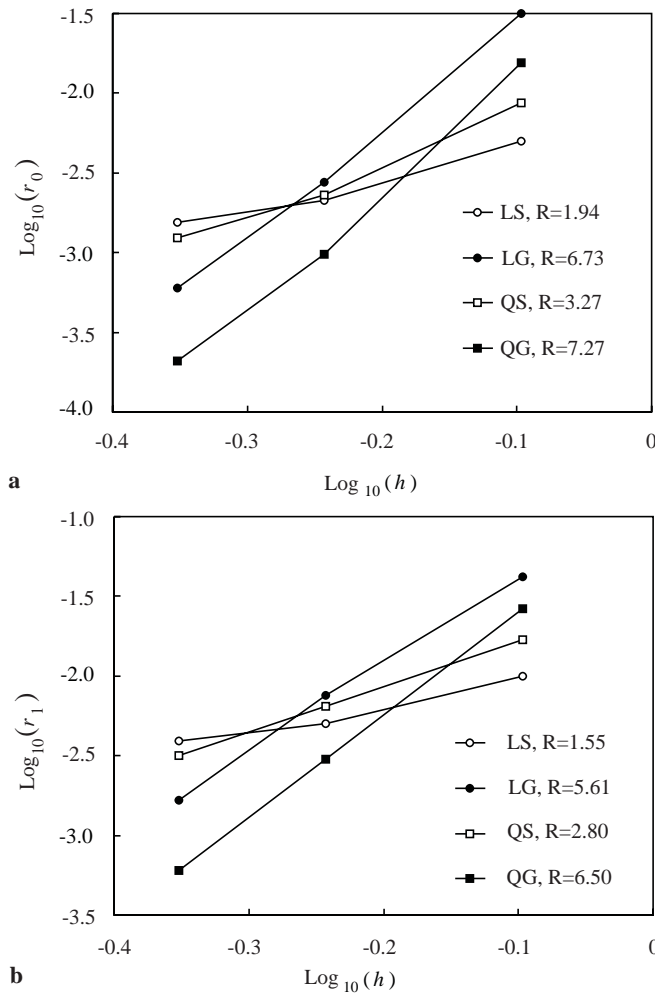 -1.5
-2.0
-2.5
-3.0
-3.5
-4.0
Log10(r0)
LS, R=1.94
LG, R=6.73
QS, R=3.27
QG, R=7.27
-0.4 -0.3 -0.2 -0.1 0
a
Log 10 (h)
-1.0
-1.5
-2.0
-2.5
-3.0
-3.5
Log10(r1)
LS, R=1.55
LG, R=5.61
QS, R=2.80
QG, R=6.50
-0.4 -0.3 -0.2 -0.1 0
b
Log10(h)